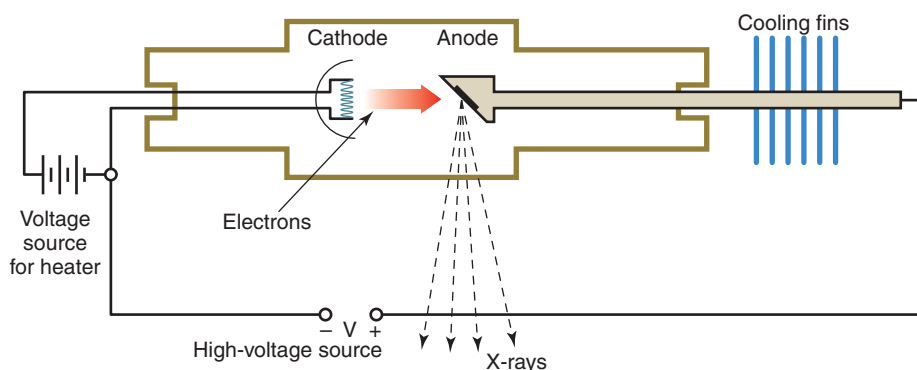 Cooling fins
Cathode
Anode
Electrons
Voltage
source
for heater
– V +
High-voltage source
X-rays